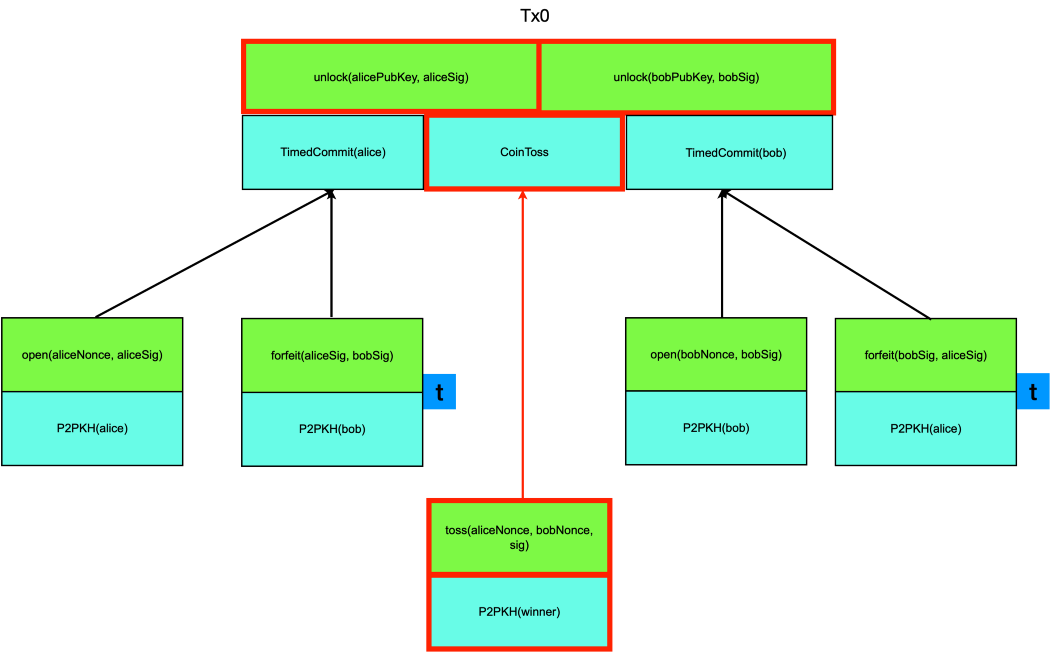 Tx0
unlock(alicePubKey, aliceSig)
unlock(bobPubKey, bobSig)
TimedCommit(alice)
CoinToss
TimedCommit(bob)
open(aliceNonce, aliceSig)
forfeit(aliceSig, bobSig)
open(bobNonce, bobSig)
forfeit(bobSig, aliceSig)
t
t
P2PKH(alice)
P2PKH(bob)
P2PKH(bob)
P2PKH(alice)
toss(aliceNonce, bobNonce,
sig)
P2PKH(winner)